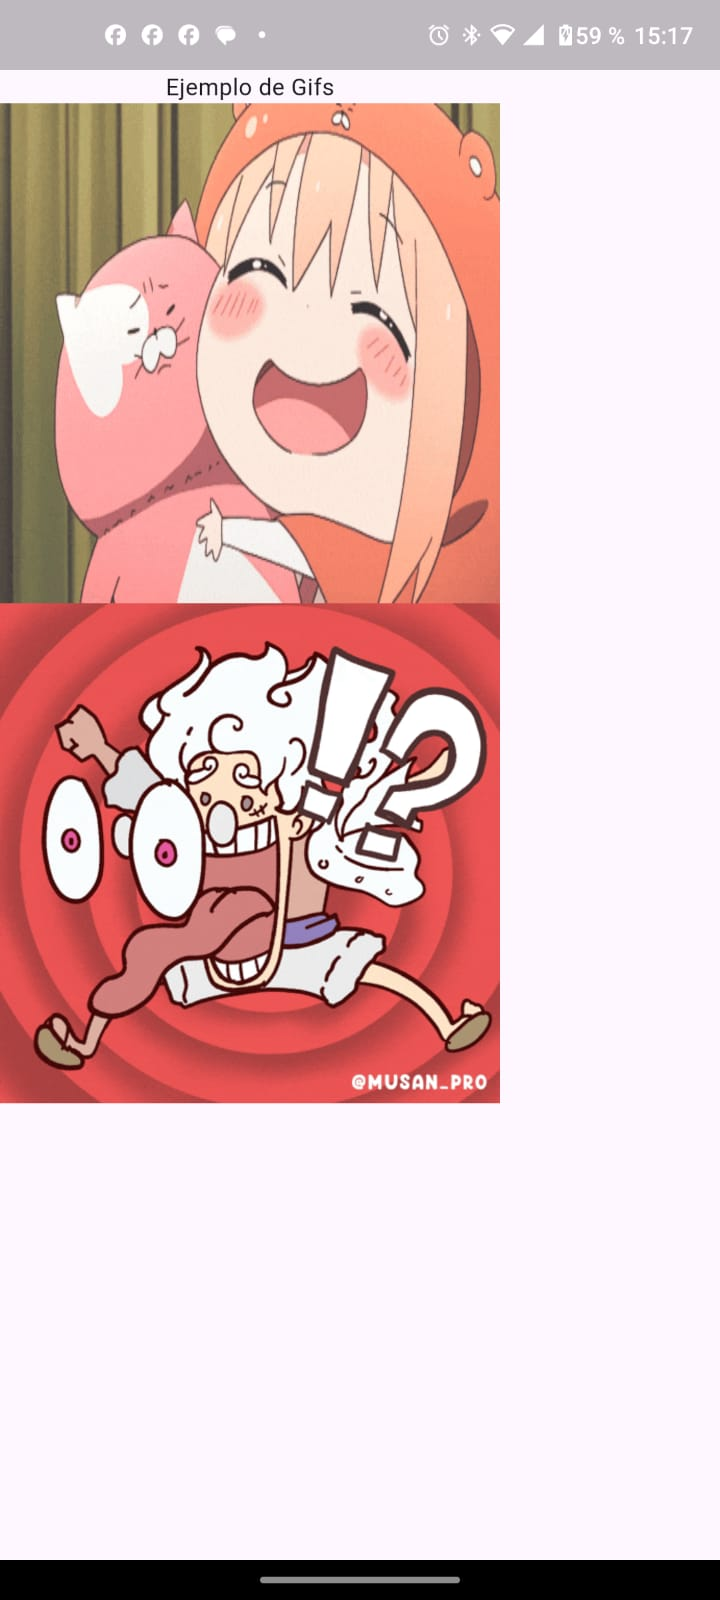 59 % 15:17
Ejemplo de Gifs
!?
@MUSAN_PRO